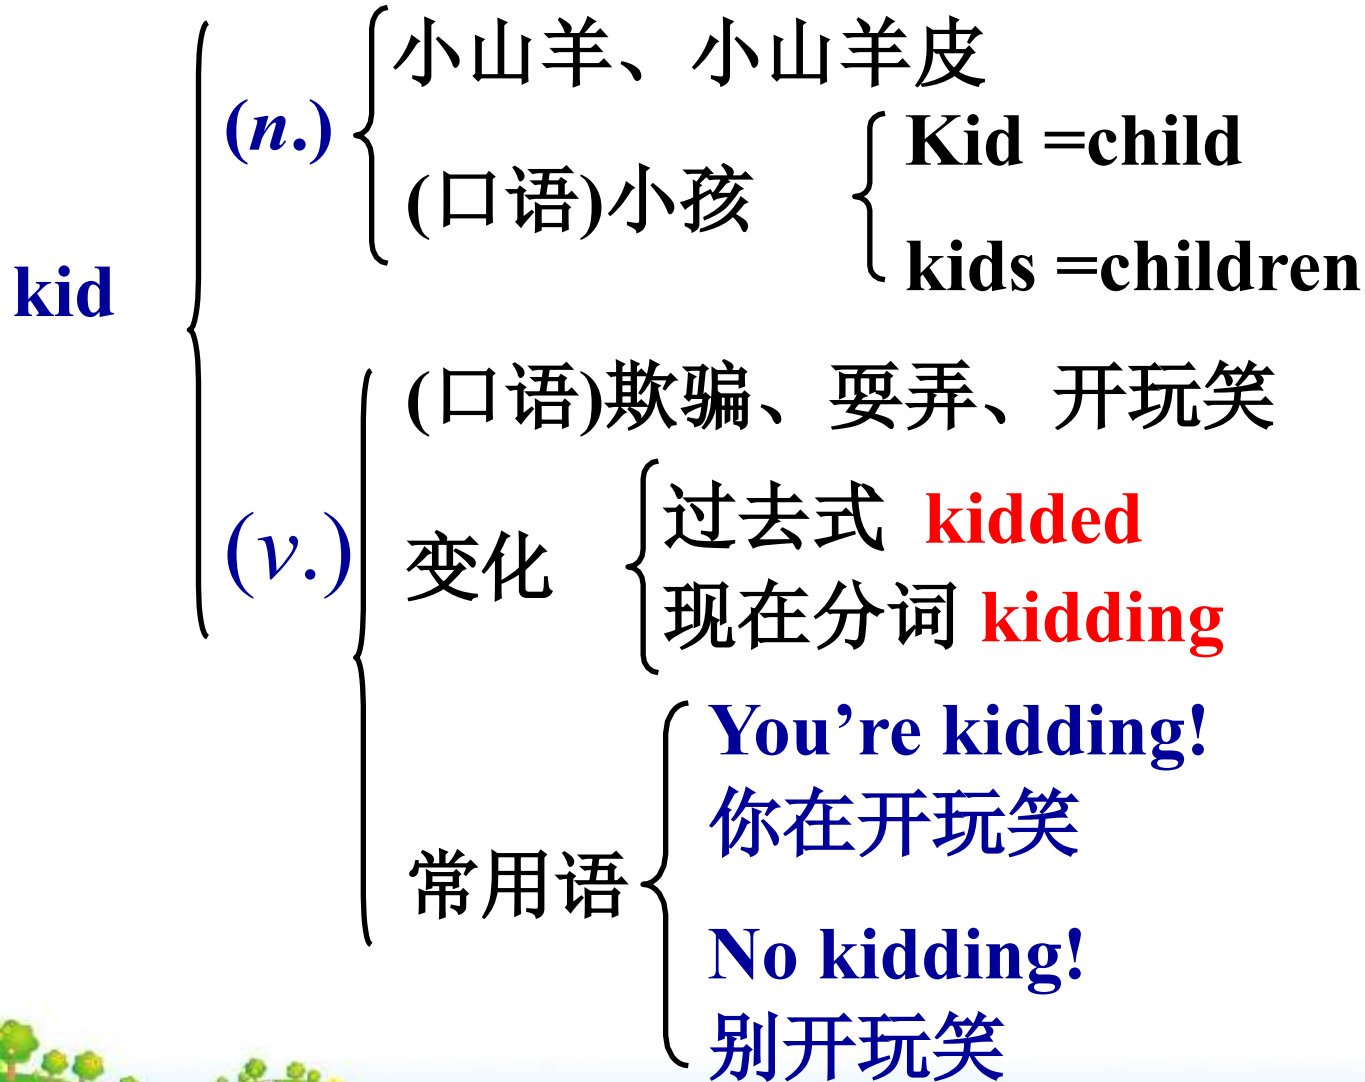 kid
(n.)
小山羊、小山羊皮
(口语)小孩
Kid =child
kids =children
(v.)
(口语)欺骗、耍弄、开玩笑
变化
过去式 kidded
现在分词 kidding
常用语
You’re kidding!
你在开玩笑
No kidding!
别开玩笑